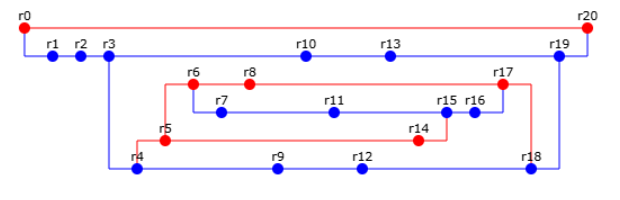 r0 r20
r1 r2 r3 r10 r13 r19
r6 r8 r17
r7 r11 r15 r16
r5 r14
r4 r9 r12 r18